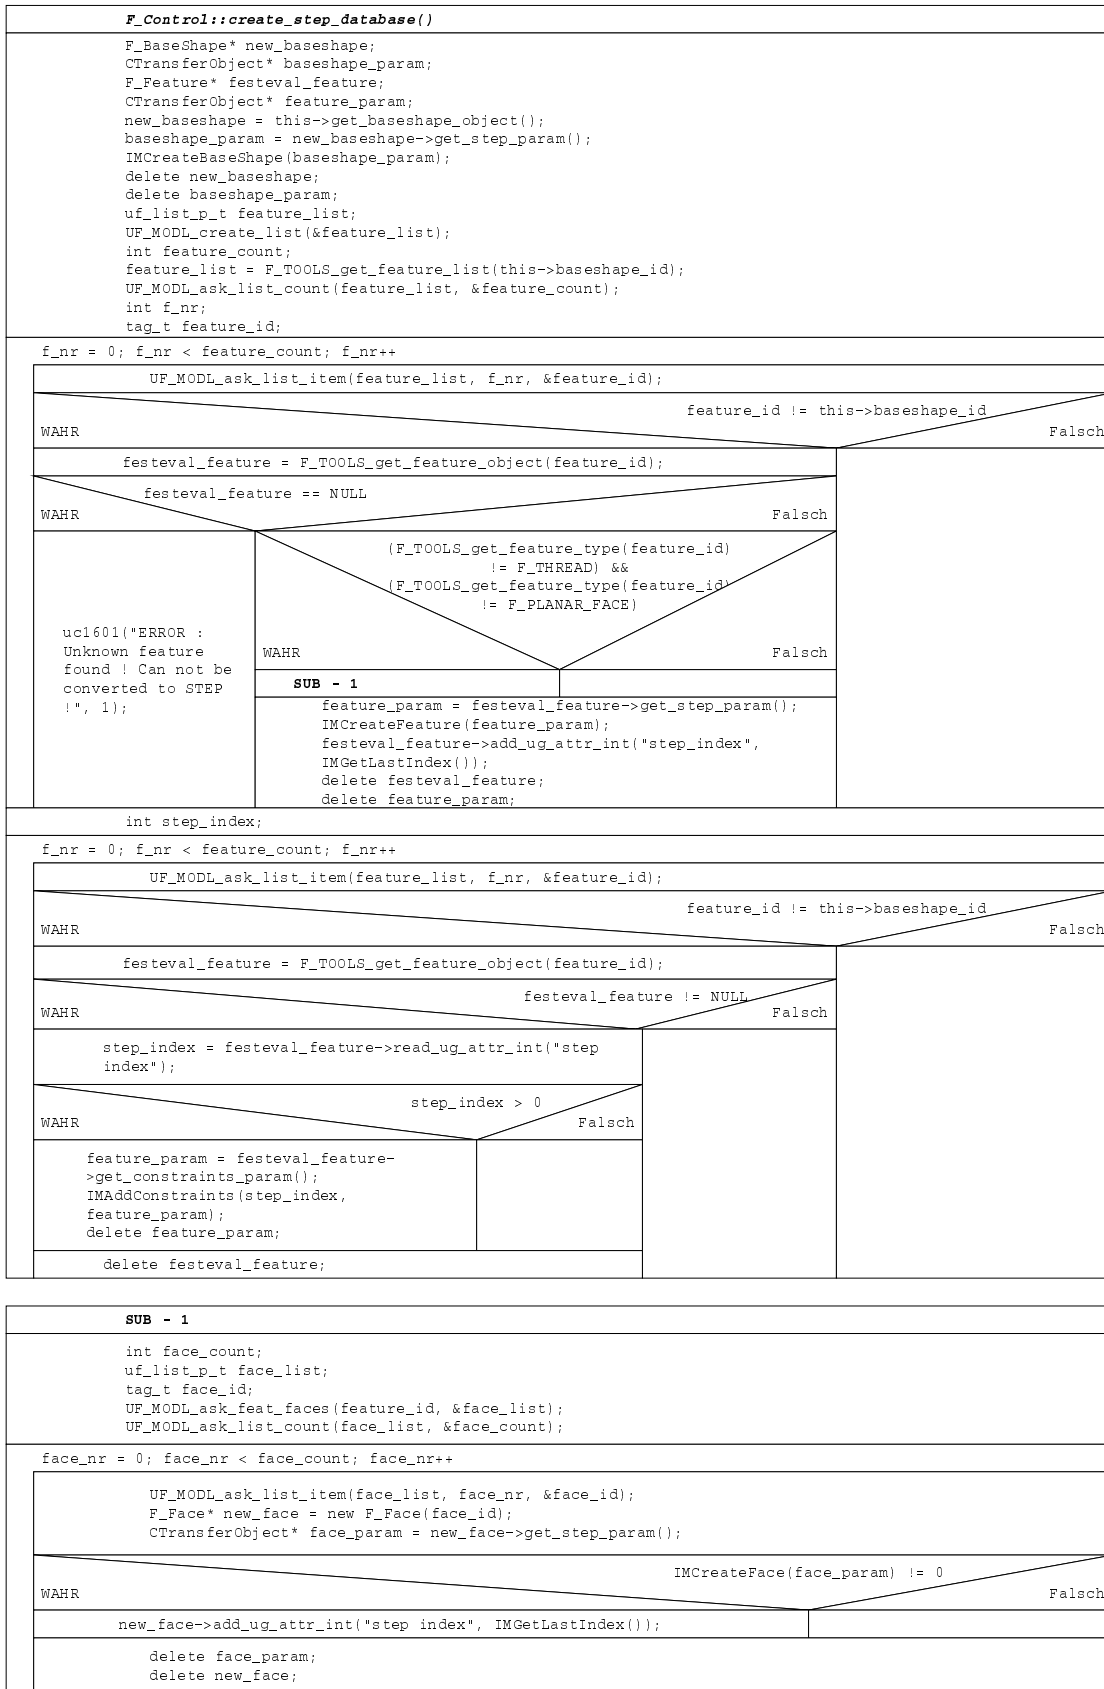 F_Control::create_step_database()
F_BaseShape* new_baseshape;
CTransferObject* baseshape_param;
F_Feature* festeval_feature;
CTransferObject* feature_param;
new_baseshape = this->get_baseshape_object();
baseshape_param = new_baseshape->get_step_param();
IMCreateBaseShape(baseshape_param);
delete new_baseshape;
delete baseshape_param;
uf_list_p_t feature_list;
UF_MODL_create_list(&feature_list);
int feature_count;
feature_list = F_TOOLS_get_feature_list(this->baseshape_id);
UF_MODL_ask_list_count(feature_list, &feature_count);
int f_nr;
tag_t feature_id;
f_nr = 0; f_nr < feature_count; f_nr++
UF_MODL_ask_list_item(feature_list, f_nr, &feature_id);
feature_id != this->baseshape_id
WAHR
Falsch
festeval_feature = F_TOOLS_get_feature_object(feature_id);
festeval_feature == NULL
WAHR
Falsch
(F_TOOLS_get_feature_type(feature_id)
!= F_THREAD) &&
(F_TOOLS_get_feature_type(feature_id)
!= F_PLANAR_FACE)
uc1601("ERROR :
Unknown feature
found ! Can not be
converted to STEP
!", 1);
WAHR
Falsch
SUB - 1
feature_param = festeval_feature->get_step_param();
IMCreateFeature(feature_param);
festeval_feature->add_ug_attr_int("step_index",
IMGetLastIndex());
delete festeval_feature;
delete feature_param;
int step_index;
f_nr = 0; f_nr < feature_count; f_nr++
UF_MODL_ask_list_item(feature_list, f_nr, &feature_id);
feature_id != this->baseshape_id
WAHR
Falsch
festeval_feature = F_TOOLS_get_feature_object(feature_id);
festeval_feature != NULL
WAHR
Falsch
step_index = festeval_feature->read_ug_attr_int("step
index");
step_index > 0
WAHR
Falsch
feature_param = festeval_feature-
>get_constraints_param();
IMAddConstraints(step_index,
feature_param);
delete feature_param;
delete festeval_feature;
SUB - 1
int face_count;
uf_list_p_t face_list;
tag_t face_id;
UF_MODL_ask_feat_faces(feature_id, &face_list);
UF_MODL_ask_list_count(face_list, &face_count);
face_nr = 0; face_nr < face_count; face_nr++
UF_MODL_ask_list_item(face_list, face_nr, &face_id);
F_Face* new_face = new F_Face(face_id);
CTransferObject* face_param = new_face->get_step_param();
IMCreateFace(face_param) != 0
WAHR
Falsch
new_face->add_ug_attr_int("step index", IMGetLastIndex());
delete face_param;
delete new_face;